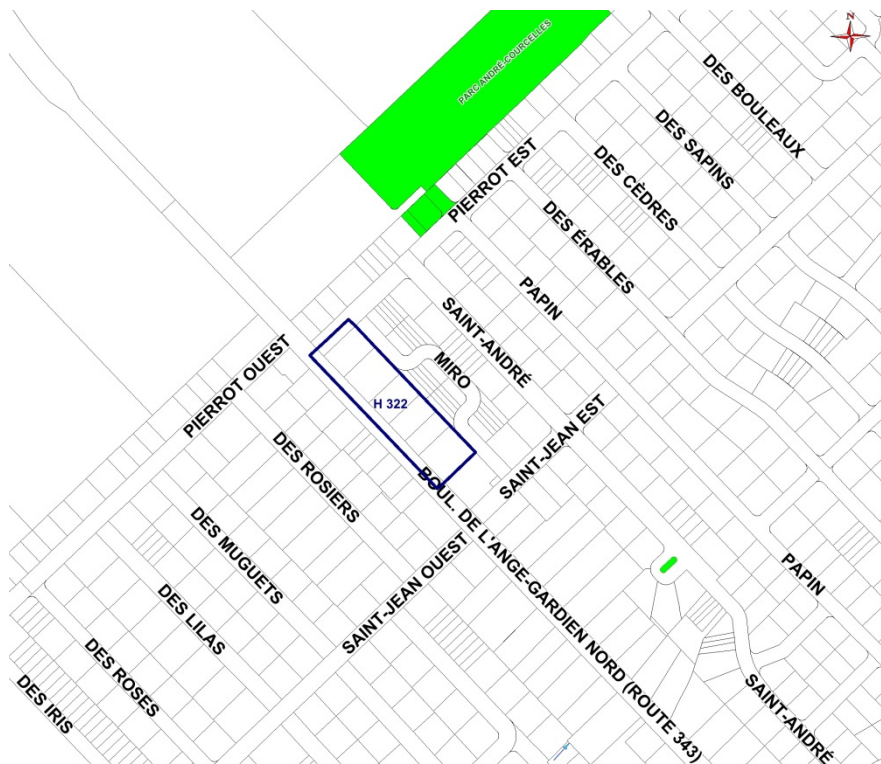 N
PARC ANDRÉ-COURCELLES
DES BOULEAUX
DES SAPINS
PIERROT EST
DES CÈDRES
DES ÉRABLES
PAPIN
SAINT-ANDRÉ
MIRO
PIERROT OUEST
H 322
SAINT-JEAN EST
DES ROSIERS
BOUL. DE L'ANGE-GARDIEN NORD (ROUTE 343)
DES MUGUETS
SAINT-JEAN OUEST
PAPIN
DES LILAS
DES ROSES
DES IRIS
SAINT-ANDRÉ